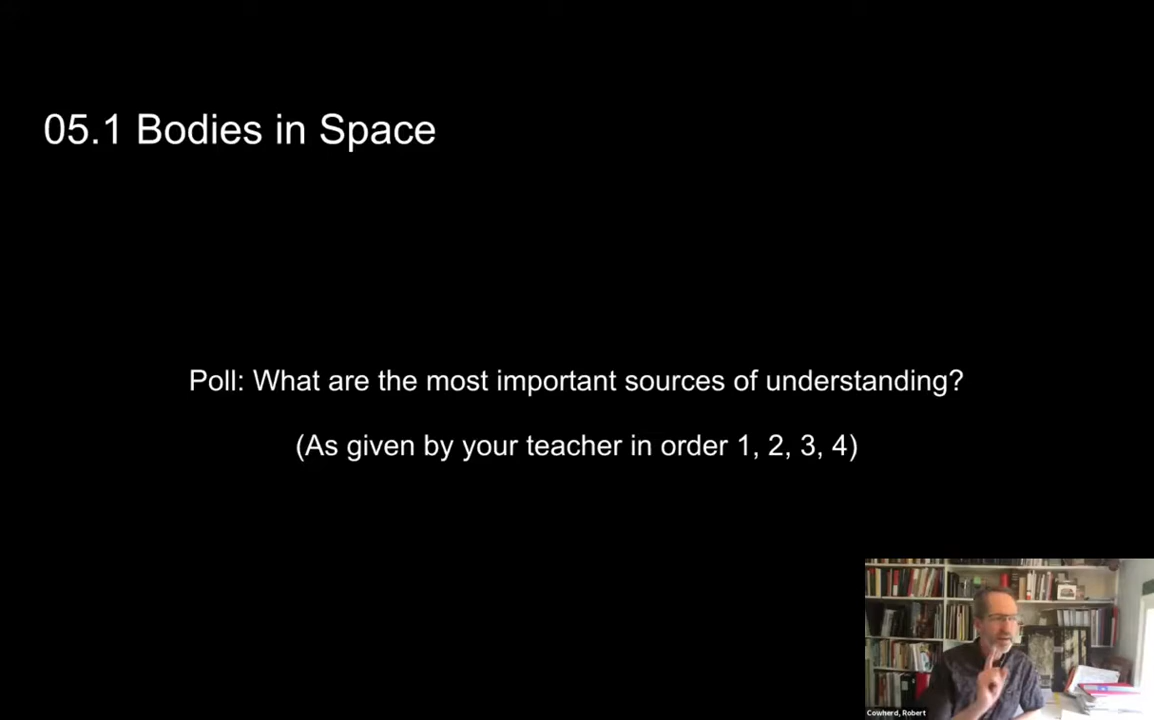 05.1 Bodies in Space
Poll: What are the most important sources of understanding?
(As given by your teacher in order 1, 2, 3, 4)
Cowherd, Robert